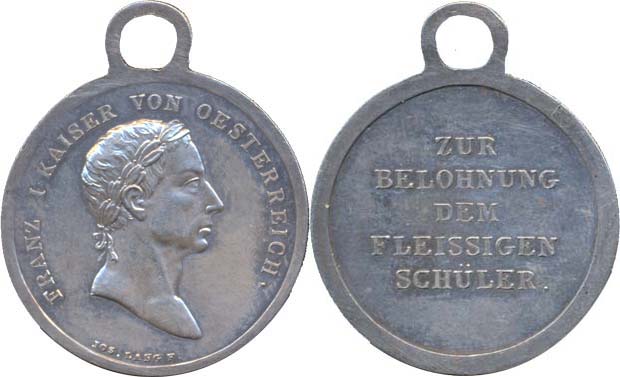 FRANZ I KAISER VON OESTERREICH.
JOS. LANG F.
ZUR
BELOHNUNG
DEM
FLEISSIGEN
SCHÜLER.